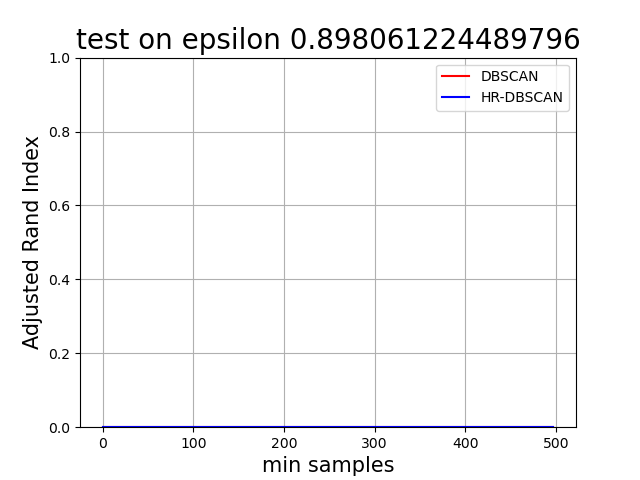 test on epsilon 0.898061224489796
DBSCAN
HR-DBSCAN
Adjusted Rand Index
1.0
0.8
0.6
0.4
0.2
0.0
0 100 200 300 400 500
min samples